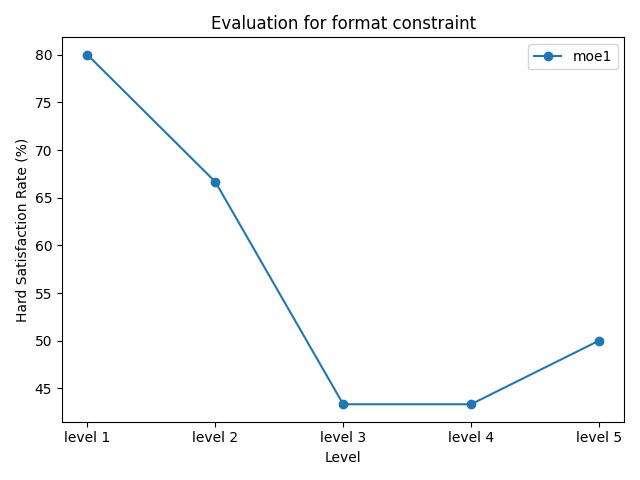 Evaluation for format constraint
moe1
Hard Satisfaction Rate (%)
80
75
70
65
60
55
50
45
level 1 level 2 level 3 level 4 level 5
Level